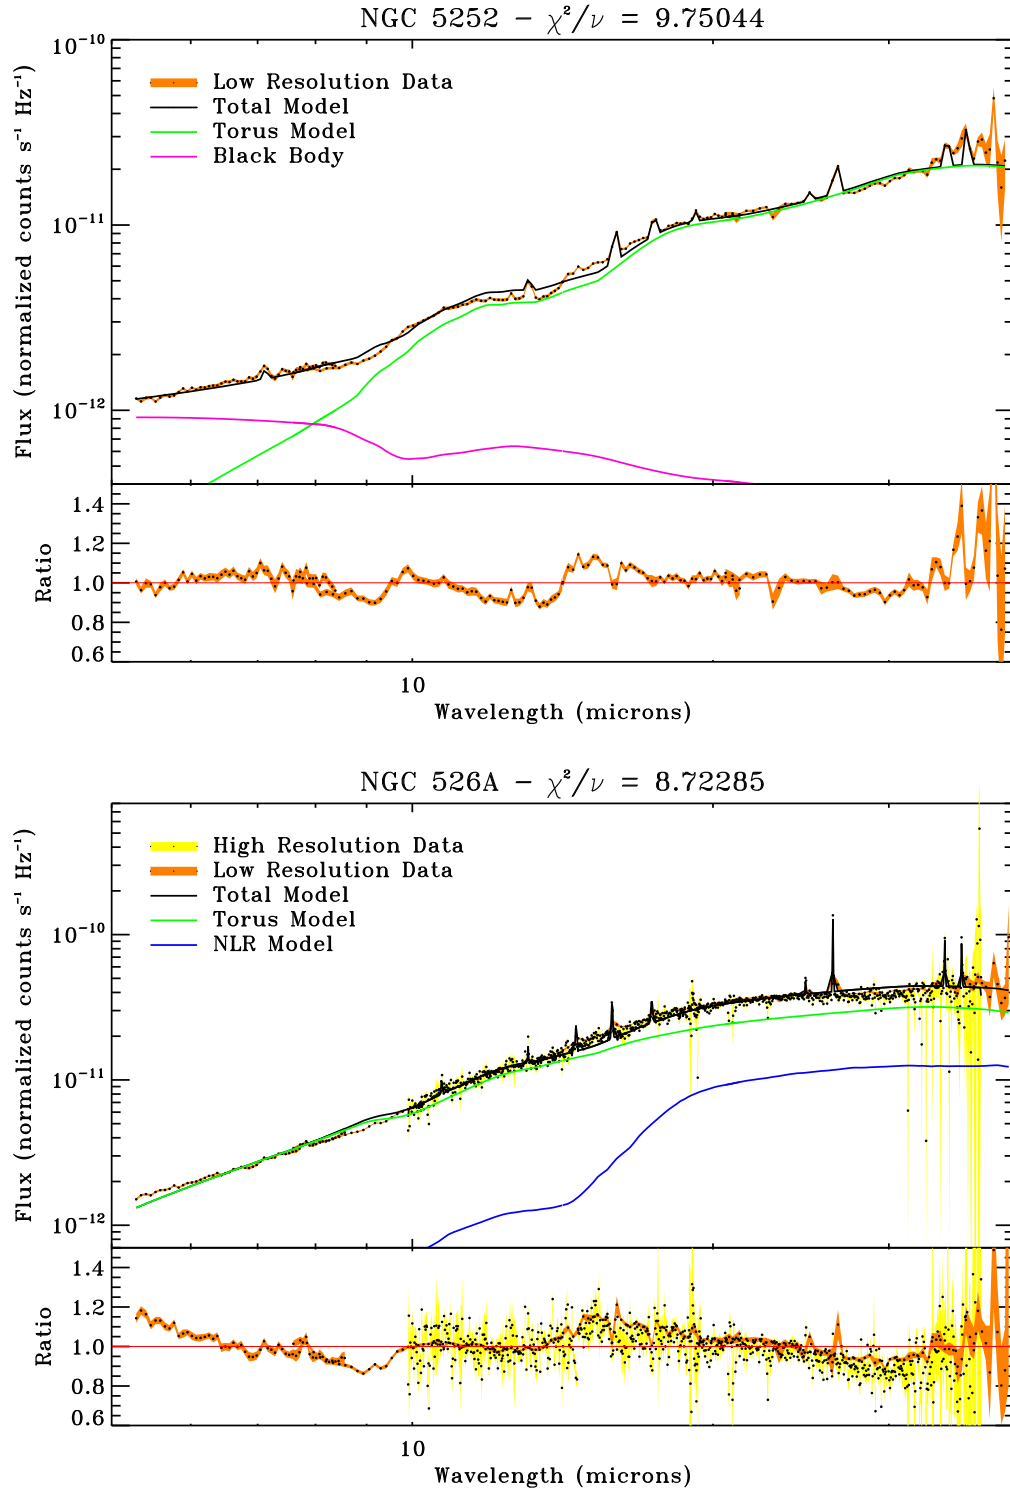 NGC 5252 − χ²/ν = 9.75044
10⁻¹⁰
10⁻¹¹
10⁻¹²
Flux (normalized counts s⁻¹ Hz⁻¹)
Low Resolution Data
Total Model
Torus Model
Black Body
1.4
1.2
1.0
0.8
0.6
Ratio
10
Wavelength (microns)
NGC 526A − χ²/ν = 8.72285
10⁻¹⁰
10⁻¹¹
10⁻¹²
Flux (normalized counts s⁻¹ Hz⁻¹)
High Resolution Data
Low Resolution Data
Total Model
Torus Model
NLR Model
1.4
1.2
1.0
0.8
0.6
Ratio
10
Wavelength (microns)